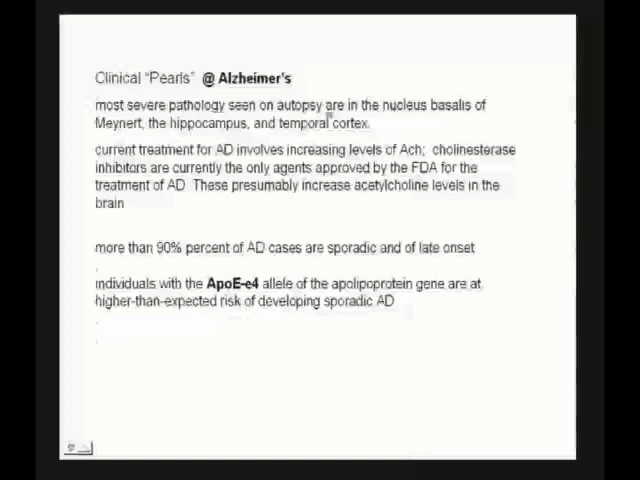 Clinical "Pearls" @ Alzheimer's
most severe pathology seen on autopsy are in the nucleus basalis of
Meynert, the hippocampus, and temporal cortex.
current treatment for AD involves increasing levels of Ach; cholinesterase
inhibitors are currently the only agents approved by the FDA for the
treatment of AD These presumably increase acetylcholine levels in the
brain
more than 90% percent of AD cases are sporadic and of late onset
individuals with the ApoE-e4 allele of the apolipoprotein gene are at
higher-than-expected risk of developing sporadic AD